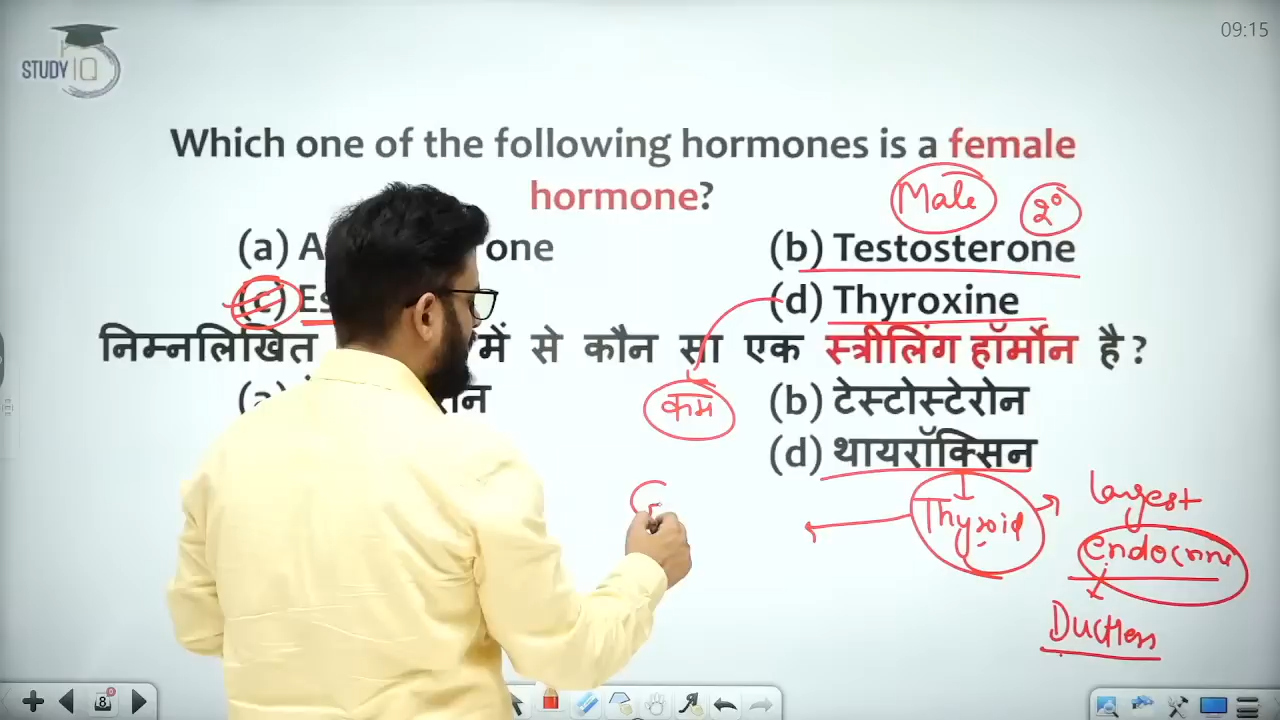 STUDY IQ
09:15
Which one of the following hormones is a female
hormone?
Male 2°
(a) A one (b) Testosterone
(c) Es (d) Thyroxine
निम्नलिखित में से कौन सा एक स्त्रीलिंग हॉर्मोन है ?
कम
(b) टेस्टोस्टेरोन
(d) थायरॉक्सिन
Thyroid
largest
endocrine
Ductless
G
8